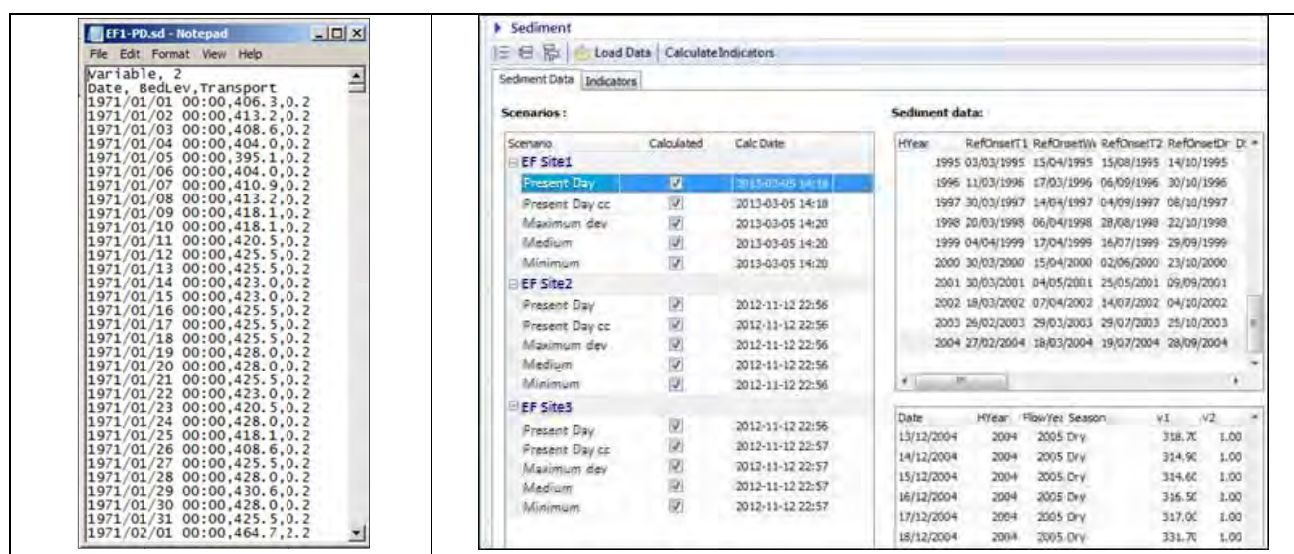 EF1-PD.sd - Notepad
File Edit Format View Help
Variable, 2
Date, BedLev,Transport
1971/01/01 00:00,406.3,0.2
1971/01/02 00:00,413.2,0.2
1971/01/03 00:00,408.6,0.2
1971/01/04 00:00,404.0,0.2
1971/01/05 00:00,395.1,0.2
1971/01/06 00:00,404.0,0.2
1971/01/07 00:00,410.9,0.2
1971/01/08 00:00,413.2,0.2
1971/01/09 00:00,418.1,0.2
1971/01/10 00:00,418.1,0.2
1971/01/11 00:00,420.5,0.2
1971/01/12 00:00,425.5,0.2
1971/01/13 00:00,425.5,0.2
1971/01/14 00:00,423.0,0.2
1971/01/15 00:00,423.0,0.2
1971/01/16 00:00,425.5,0.2
1971/01/17 00:00,425.5,0.2
1971/01/18 00:00,425.5,0.2
1971/01/19 00:00,428.0,0.2
1971/01/20 00:00,428.0,0.2
1971/01/21 00:00,425.5,0.2
1971/01/22 00:00,423.0,0.2
1971/01/23 00:00,420.5,0.2
1971/01/24 00:00,428.0,0.2
1971/01/25 00:00,418.1,0.2
1971/01/26 00:00,408.6,0.2
1971/01/27 00:00,425.5,0.2
1971/01/28 00:00,428.0,0.2
1971/01/29 00:00,430.6,0.2
1971/01/30 00:00,428.0,0.2
1971/01/31 00:00,425.5,0.2
1971/02/01 00:00,464.7,2.2
Sediment
Load Data Calculate Indicators
Sediment Data Indicators
Scenarios :
Scenario Calculated Calc Date
EF Site1
Present Day 2013-03-05 14:18
Present Day cc 2013-03-05 14:18
Maximum dev 2013-03-05 14:20
Medium 2013-03-05 14:20
Minimum 2013-03-05 14:20
EF Site2
Present Day 2012-11-12 22:56
Present Day cc 2012-11-12 22:56
Maximum dev 2012-11-12 22:56
Medium 2012-11-12 22:56
Minimum 2012-11-12 22:56
EF Site3
Present Day 2012-11-12 22:56
Present Day cc 2012-11-12 22:57
Maximum dev 2012-11-12 22:57
Medium 2012-11-12 22:57
Minimum 2012-11-12 22:57
Sediment data:
HYear RefOnsetT1 RefOnsetW RefOnsetT2 RefOnsetDr
1995 03/03/1995 15/04/1995 15/08/1995 14/10/1995
1996 11/03/1996 17/03/1996 06/09/1996 30/10/1996
1997 30/03/1997 14/04/1997 04/09/1997 08/10/1997
1998 20/03/1998 06/04/1998 28/08/1998 22/10/1998
1999 04/04/1999 17/04/1999 16/07/1999 29/09/1999
2000 30/03/2000 15/04/2000 02/06/2000 23/10/2000
2001 30/03/2001 04/05/2001 25/05/2001 09/09/2001
2002 18/03/2002 07/04/2002 14/07/2002 04/10/2002
2003 26/02/2003 29/03/2003 29/07/2003 25/10/2003
2004 27/02/2004 18/03/2004 19/07/2004 28/09/2004
Date HYear FlowYea Season v1 v2
13/12/2004 2004 2005 Dry 318.70 1.00
14/12/2004 2004 2005 Dry 314.90 1.00
15/12/2004 2004 2005 Dry 314.60 1.00
16/12/2004 2004 2005 Dry 316.50 1.00
17/12/2004 2004 2005 Dry 317.00 1.00
18/12/2004 2004 2005 Dry 331.70 1.00